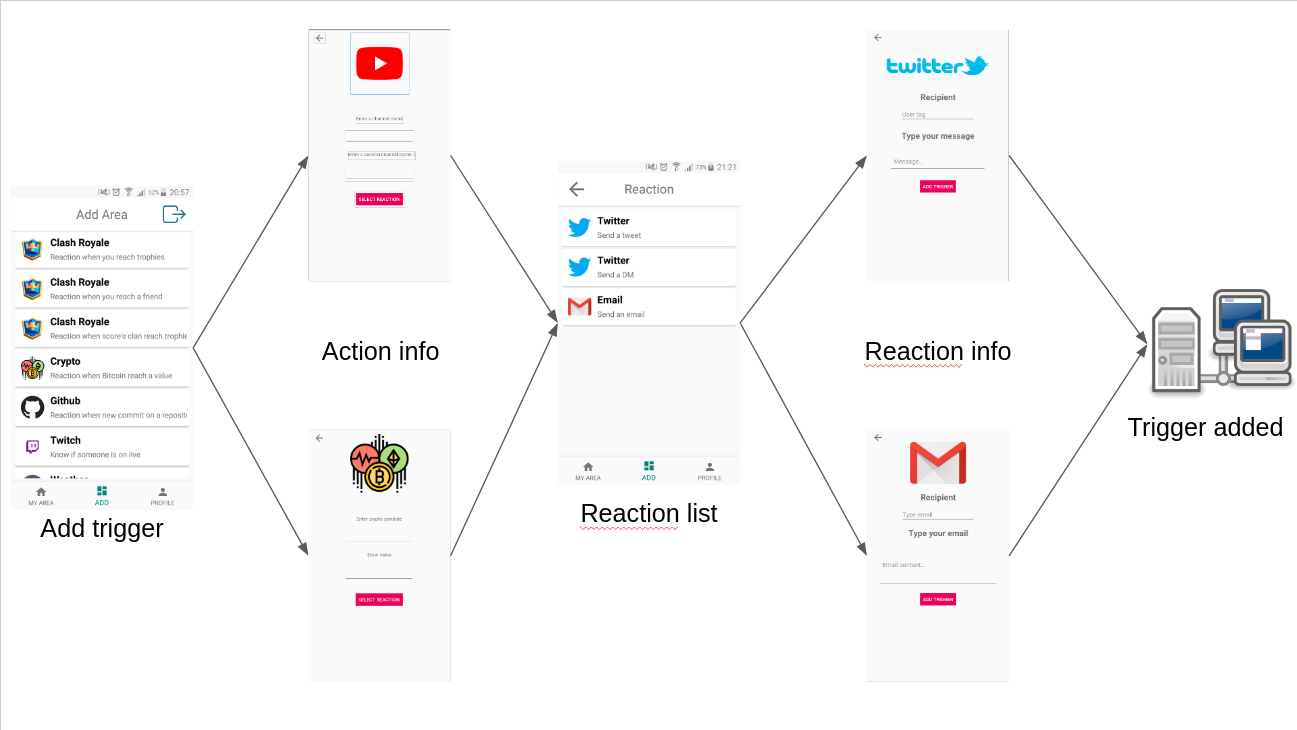 52% 20:57
Add Area
Clash Royale
Reaction when you reach trophies
Clash Royale
Reaction when you reach a friend
Clash Royale
Reaction when score's clan reach trophie
Crypto
Reaction when Bitcoin reach a value
Github
Reaction when new commit on a reposit
Twitch
Know if someone is on live
MY AREA
ADD
PROFILE
Add trigger
Enter a channel name
Enter a second channel name
SELECT REACTION
Action info
Enter value
SELECT REACTION
73% 21:21
Reaction
Twitter
Send a tweet
Twitter
Send a DM
Email
Send an email
MY AREA
ADD
PROFILE
Reaction list
twitter
Recipient
User tag
Type your message
Message...
ADD TRIGGER
Reaction info
Recipient
Type email
Type your email
Email content...
ADD TRIGGER
Trigger added